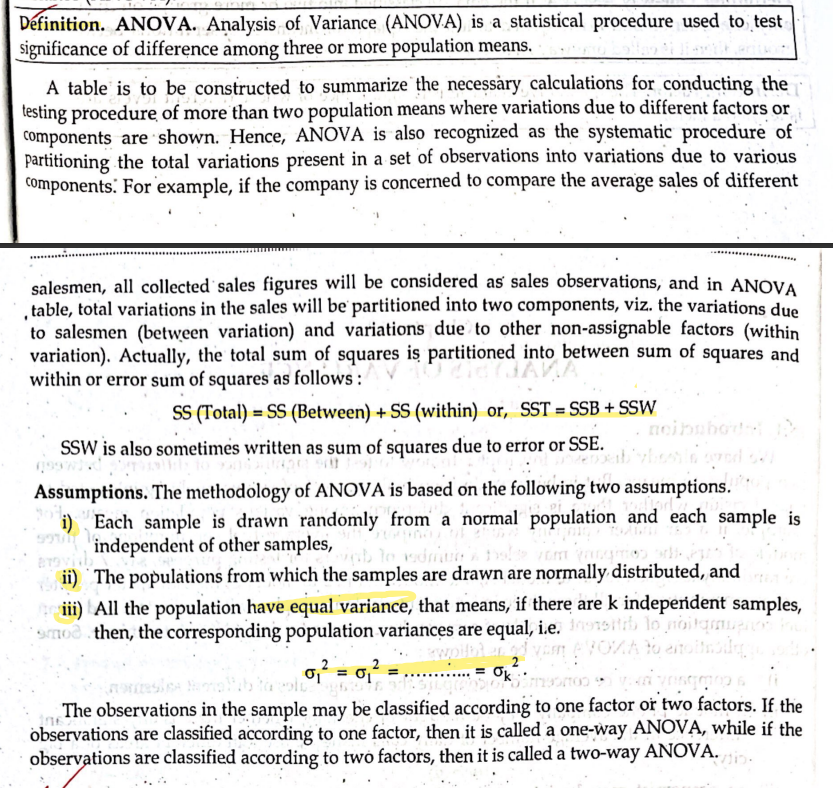 Definition. ANOVA. Analysis of Variance (ANOVA) is a statistical procedure used to test
significance of difference among three or more population means.
A table is to be constructed to summarize the necessary calculations for conducting the
testing procedure of more than two population means where variations due to different factors or
components are shown. Hence, ANOVA is also recognized as the systematic procedure of
partitioning the total variations present in a set of observations into variations due to various
components. For example, if the company is concerned to compare the average sales of different
salesmen, all collected sales figures will be considered as sales observations, and in ANOVA
table, total variations in the sales will be partitioned into two components, viz. the variations due
to salesmen (between variation) and variations due to other non-assignable factors (within
variation). Actually, the total sum of squares is partitioned into between sum of squares and
within or error sum of squares as follows :
SS (Total) = SS (Between) + SS (within) or, SST = SSB + SSW
SSW is also sometimes written as sum of squares due to error or SSE.
Assumptions. The methodology of ANOVA is based on the following two assumptions.
i) Each sample is drawn randomly from a normal population and each sample is
independent of other samples,
ii) The populations from which the samples are drawn are normally distributed, and
iii) All the population have equal variance, that means, if there are k independent samples,
then, the corresponding population variances are equal, i.e.
σ₁² = σ₁² = ............ = σₖ².
The observations in the sample may be classified according to one factor or two factors. If the
observations are classified according to one factor, then it is called a one-way ANOVA, while if the
observations are classified according to two factors, then it is called a two-way ANOVA.